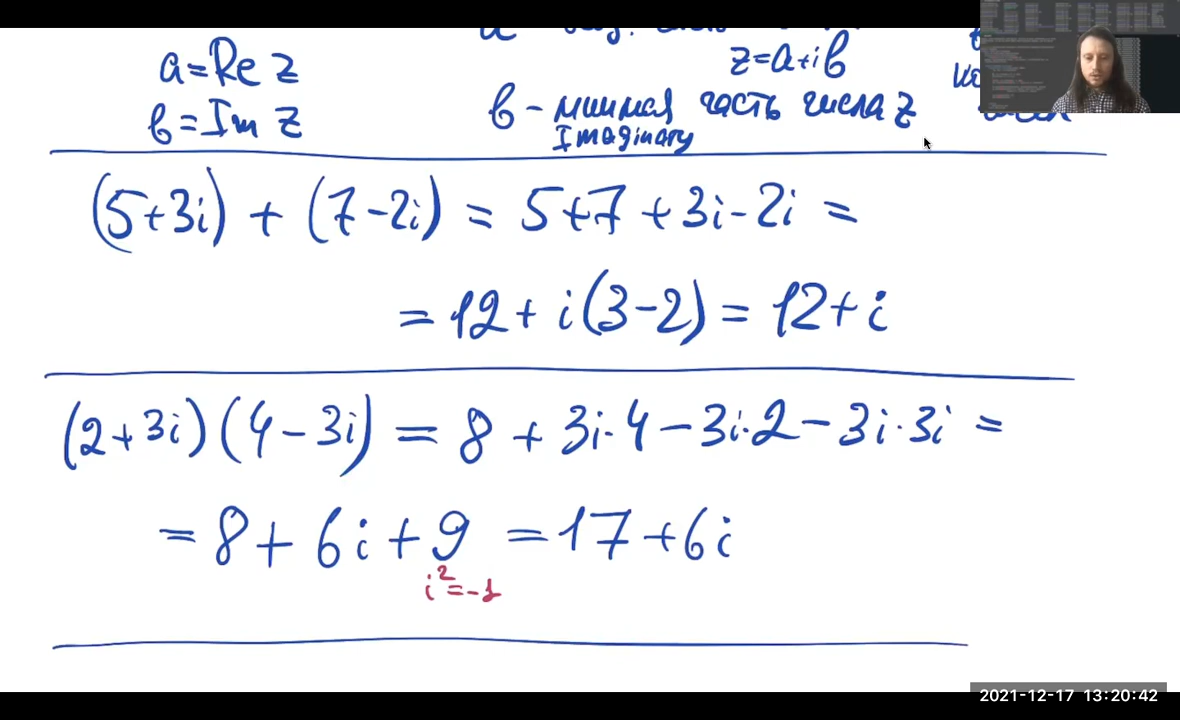 a=Re z
z=a+ib
b=Im z
b - мнимая часть числа z
Imaginary
(5+3i) + (7-2i) = 5+7+3i-2i =
= 12 + i(3-2) = 12+i
(2+3i)(4-3i) = 8 + 3i·4 - 3i·2 - 3i·3i =
= 8 + 6i + 9 = 17+6i
i²=-1
2021-12-17 13:20:42